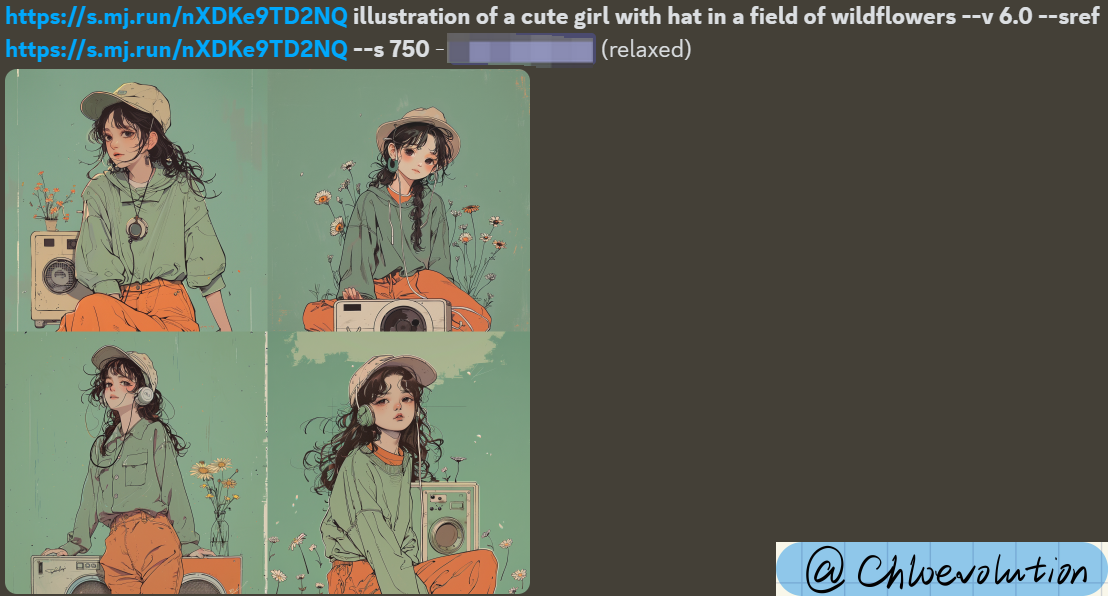 https://s.mj.run/nXDKe9TD2NQ illustration of a cute girl with hat in a field of wildflowers --v 6.0 --sref
https://s.mj.run/nXDKe9TD2NQ --s 750 - (relaxed)
@ Chloevolution